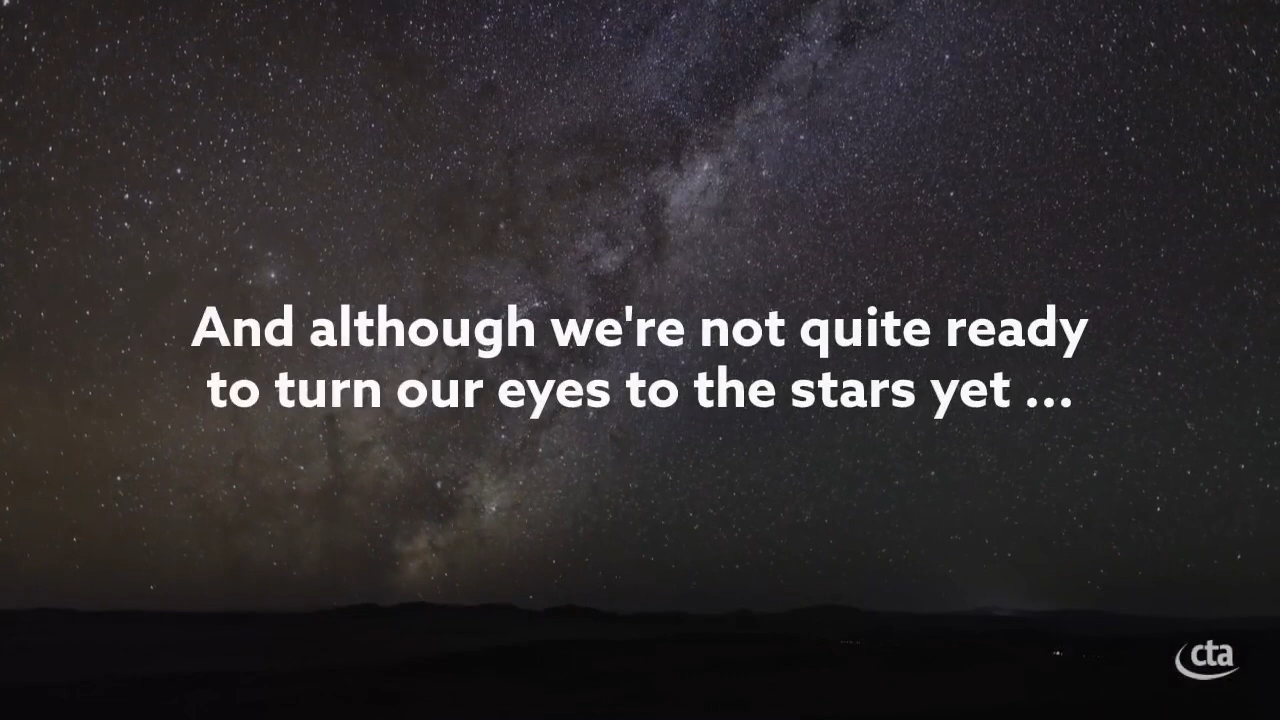 And although we're not quite ready
to turn our eyes to the stars yet ...
cta